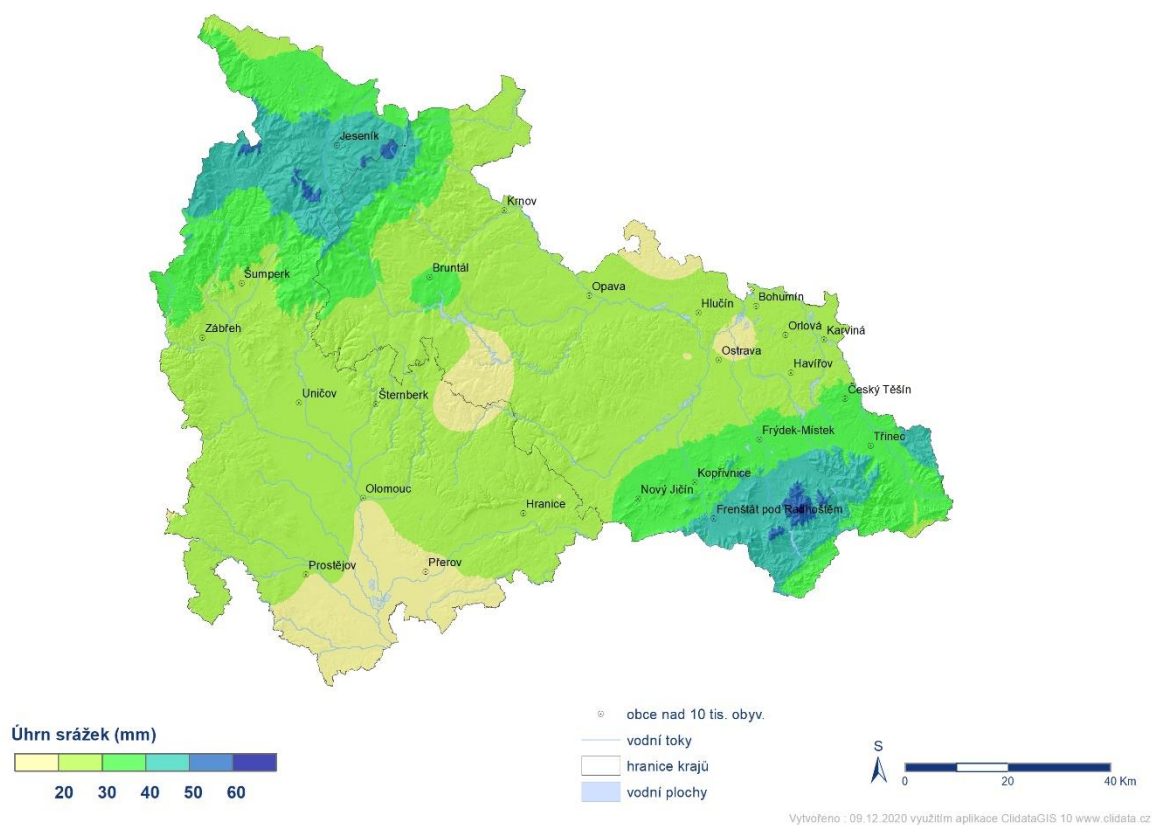 Jeseník
Krnov
Bruntál
Šumperk
Opava
Hlučín
Bohumín
Zábřeh
Orlová
Karviná
Ostrava
Havířov
Uničov
Šternberk
Český Těšín
Frýdek-Místek
Třinec
Kopřivnice
Olomouc
Nový Jičín
Hranice
Frenštát pod Radhoštěm
Prostějov
Přerov
Úhrn srážek (mm)
20 30 40 50 60
obce nad 10 tis. obyv.
vodní toky
hranice krajů
vodní plochy
S
0 20 40 Km
Vytvořeno : 09.12.2020 využitím aplikace ClidataGIS 10 www.clidata.cz